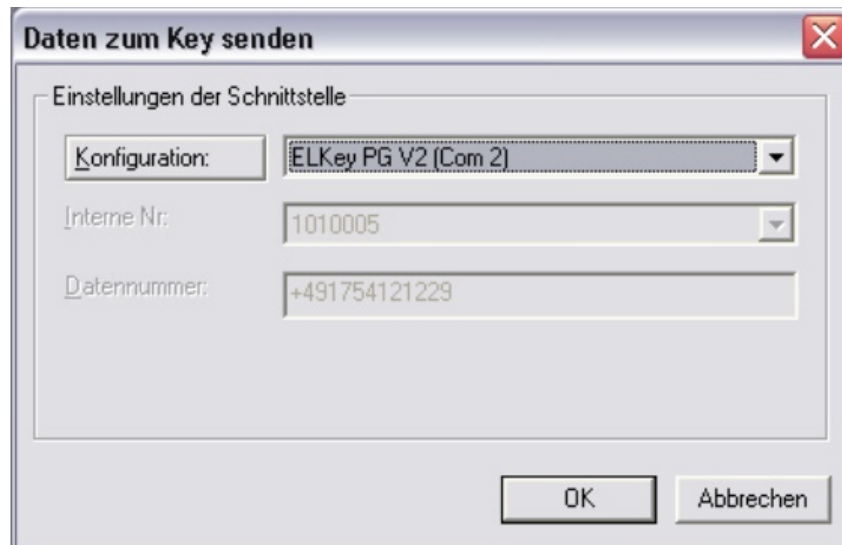 Daten zum Key senden
Einstellungen der Schnittstelle
Konfiguration: ELKey PG V2 (Com 2)
Interne Nr: 1010005
Datennummer: +491754121229
OK Abbrechen